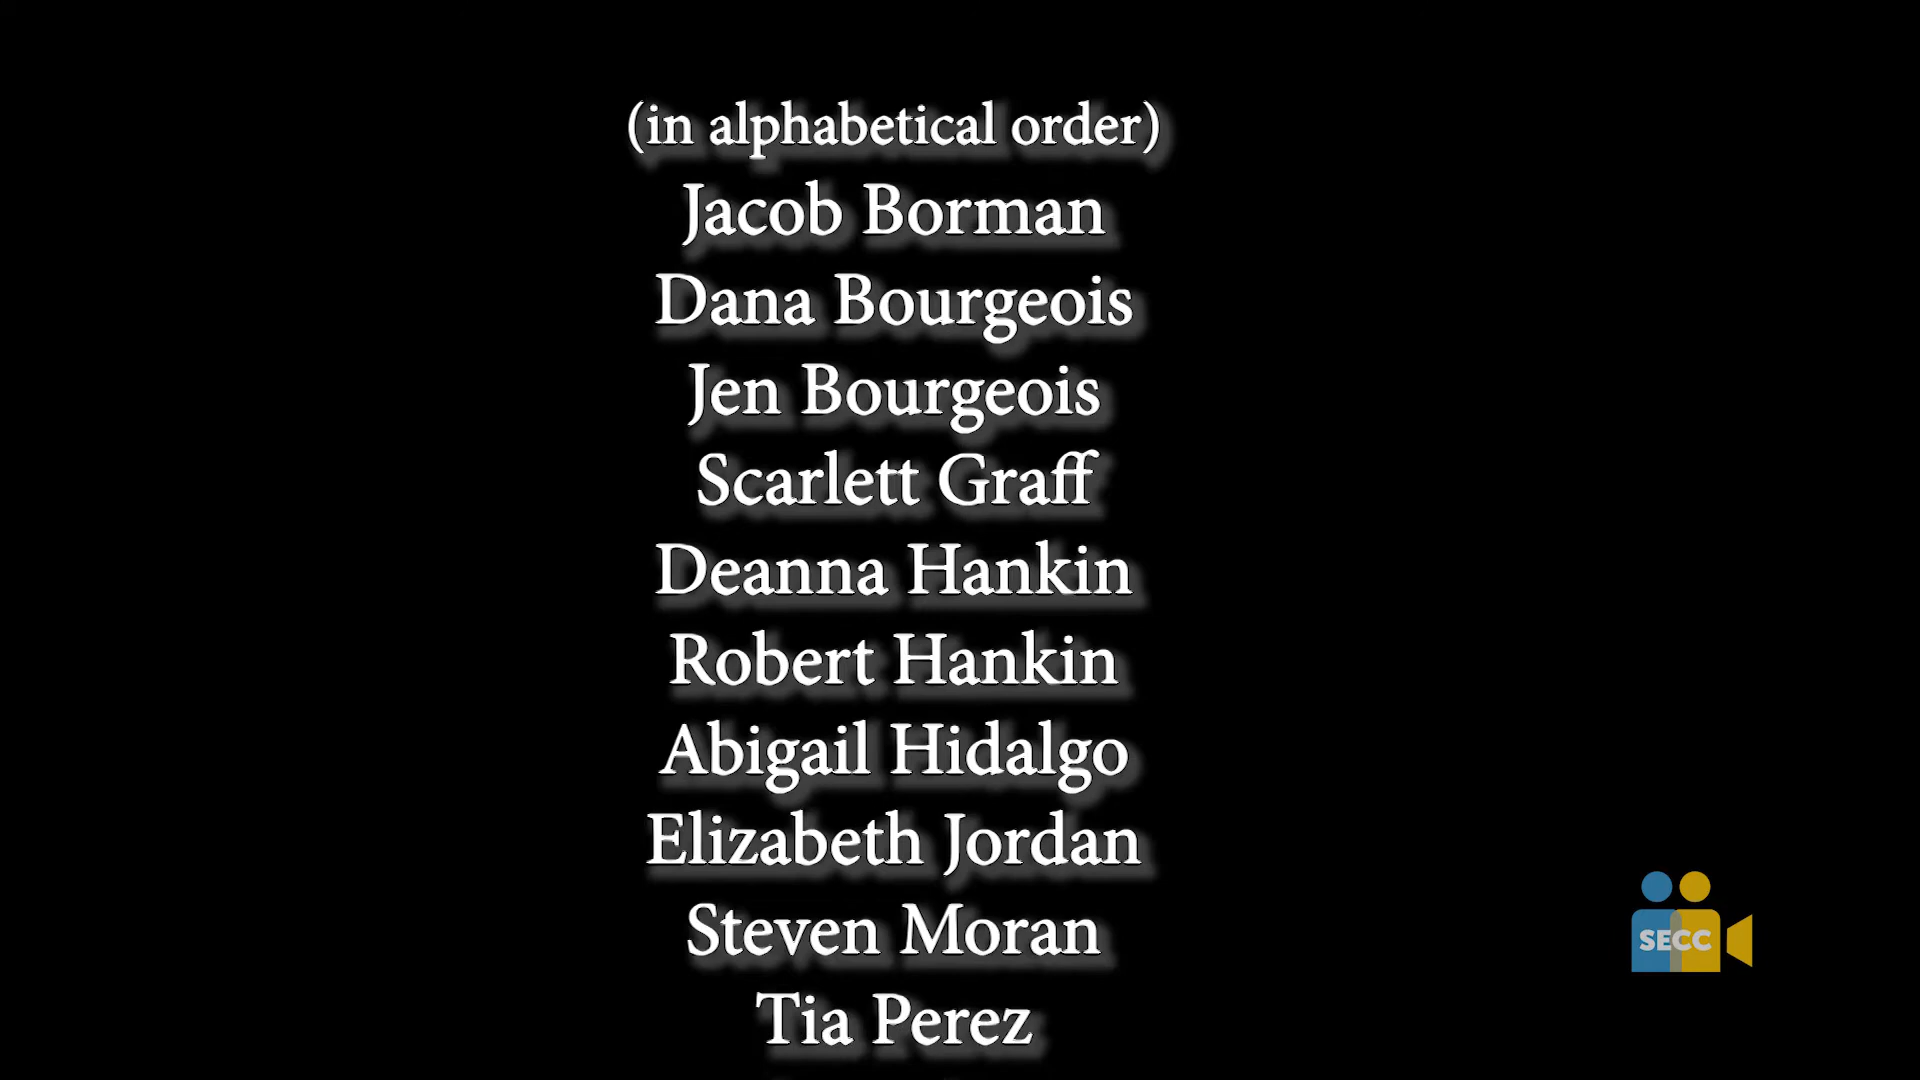 (in alphabetical order)
Jacob Borman
Dana Bourgeois
Jen Bourgeois
Scarlett Graff
Deanna Hankin
Robert Hankin
Abigail Hidalgo
Elizabeth Jordan
Steven Moran
Tia Perez
SECC